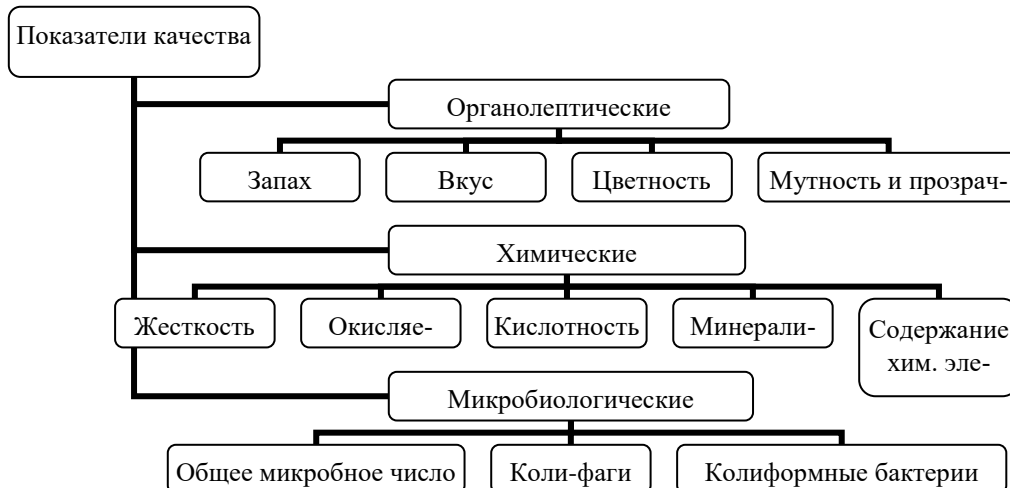 Показатели качества
Органолептические
Запах
Вкус
Цветность
Мутность и прозрач-
Химические
Жесткость
Окисляе-
Кислотность
Минерали-
Содержание
хим. эле-
Микробиологические
Общее микробное число
Коли-фаги
Колиформные бактерии